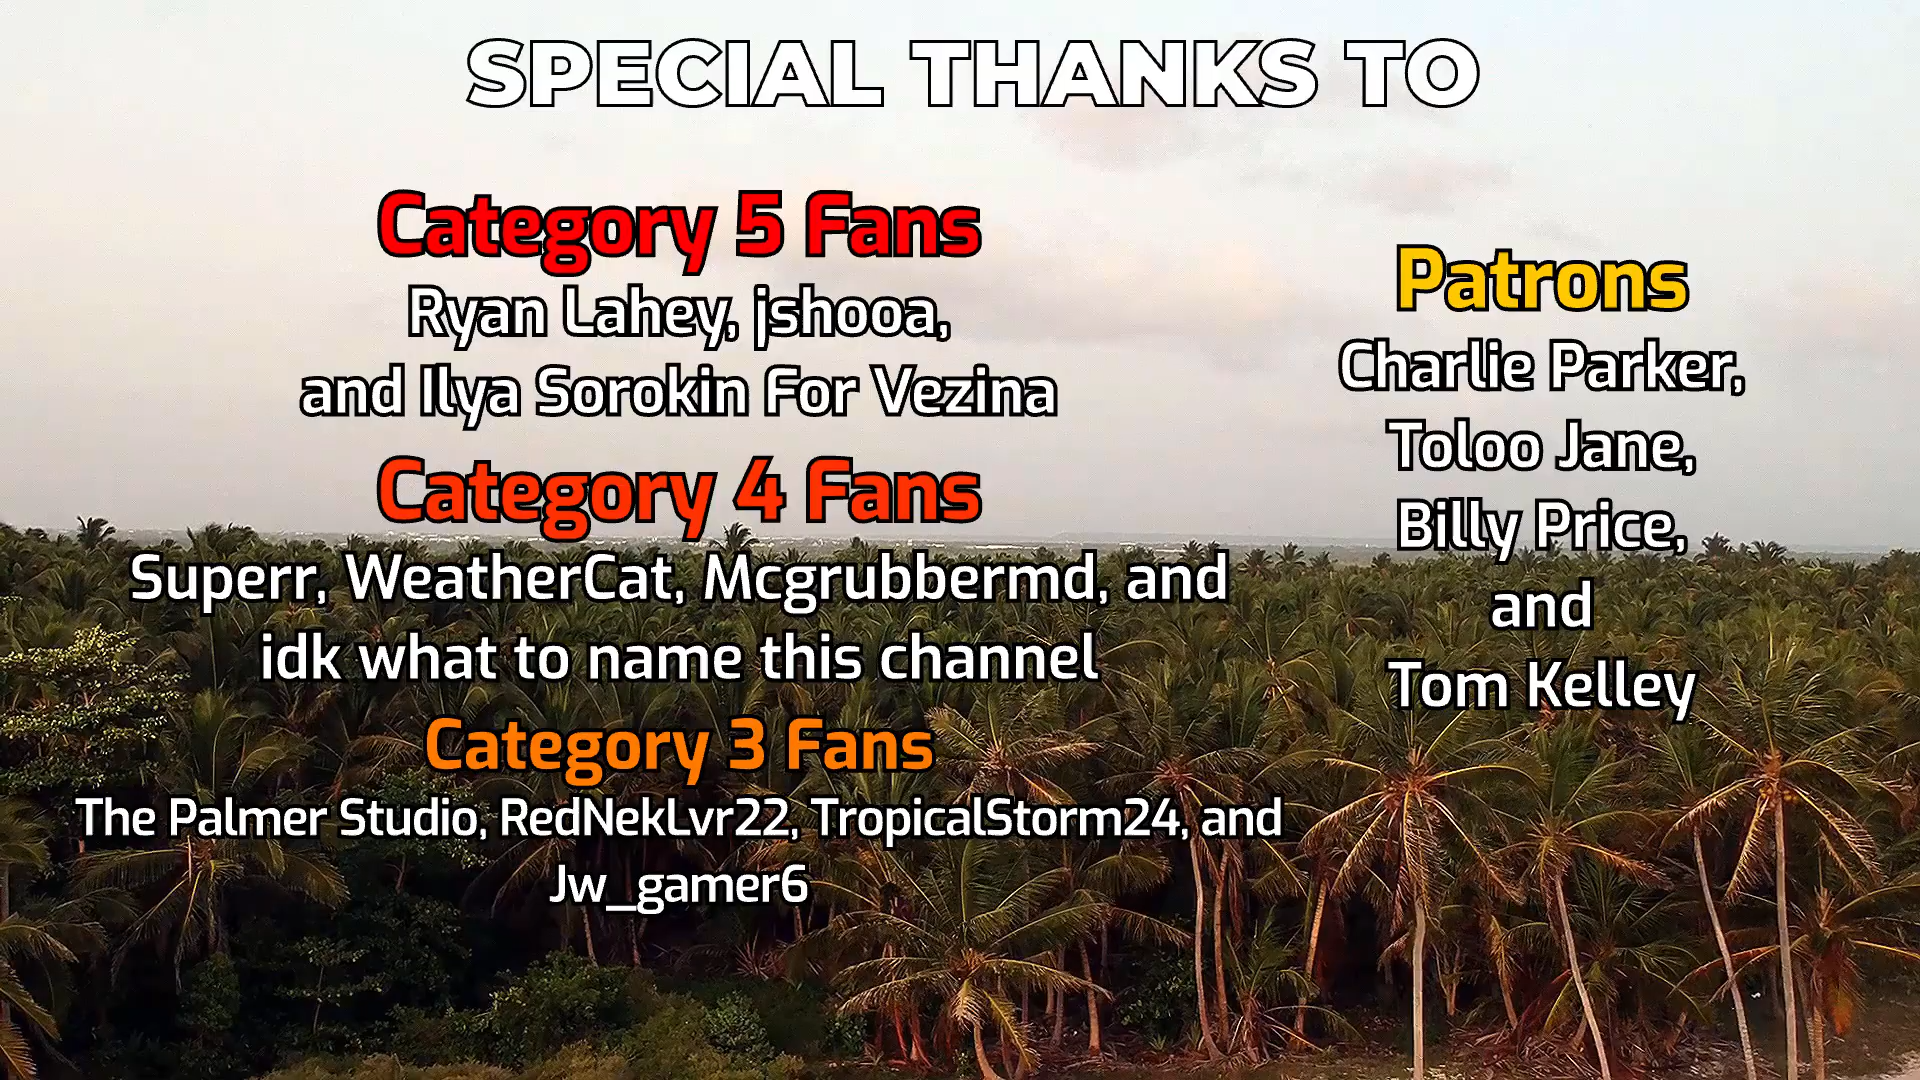 SPECIAL THANKS TO
Category 5 Fans
Ryan Lahey, jshooa,
and Ilya Sorokin For Vezina
Category 4 Fans
Superr, WeatherCat, Mcgrubbermd, and
idk what to name this channel
Category 3 Fans
The Palmer Studio, RedNekLvr22, TropicalStorm24, and
Jw_gamer6
Patrons
Charlie Parker,
Toloo Jane,
Billy Price,
and
Tom Kelley